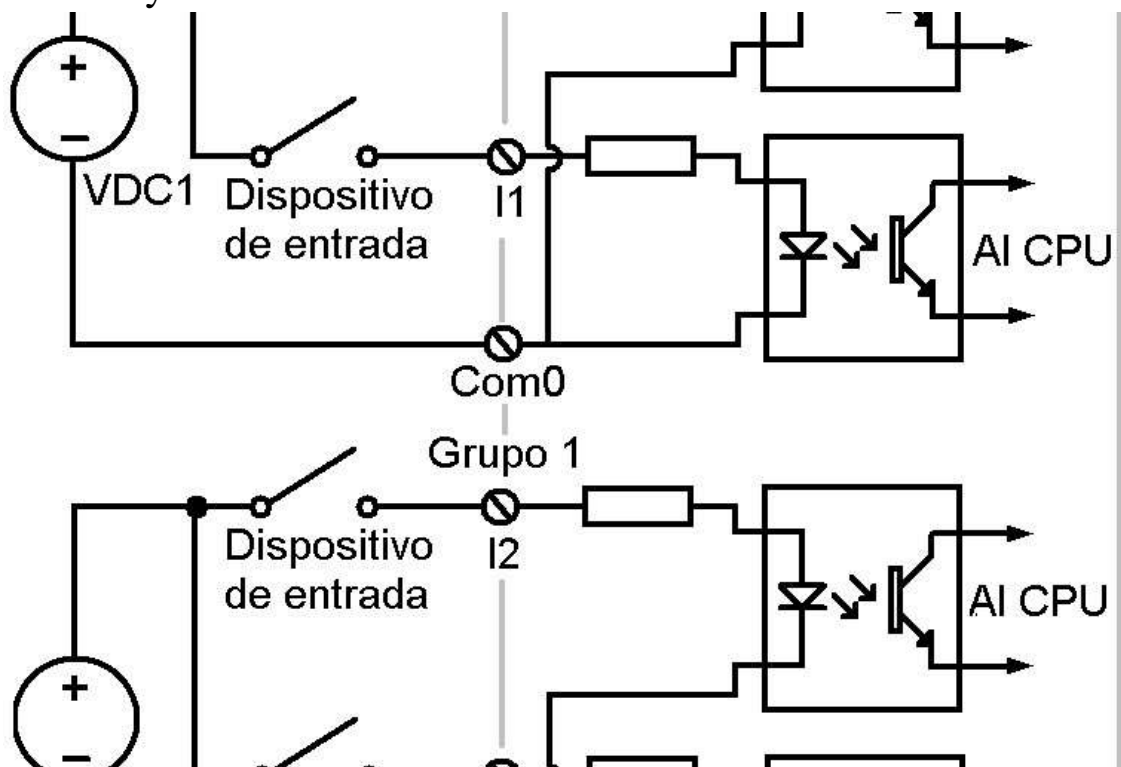 +
−
VDC1
Dispositivo
de entrada
I1
Al CPU
Com0
Grupo 1
Dispositivo
de entrada
I2
Al CPU
+
−